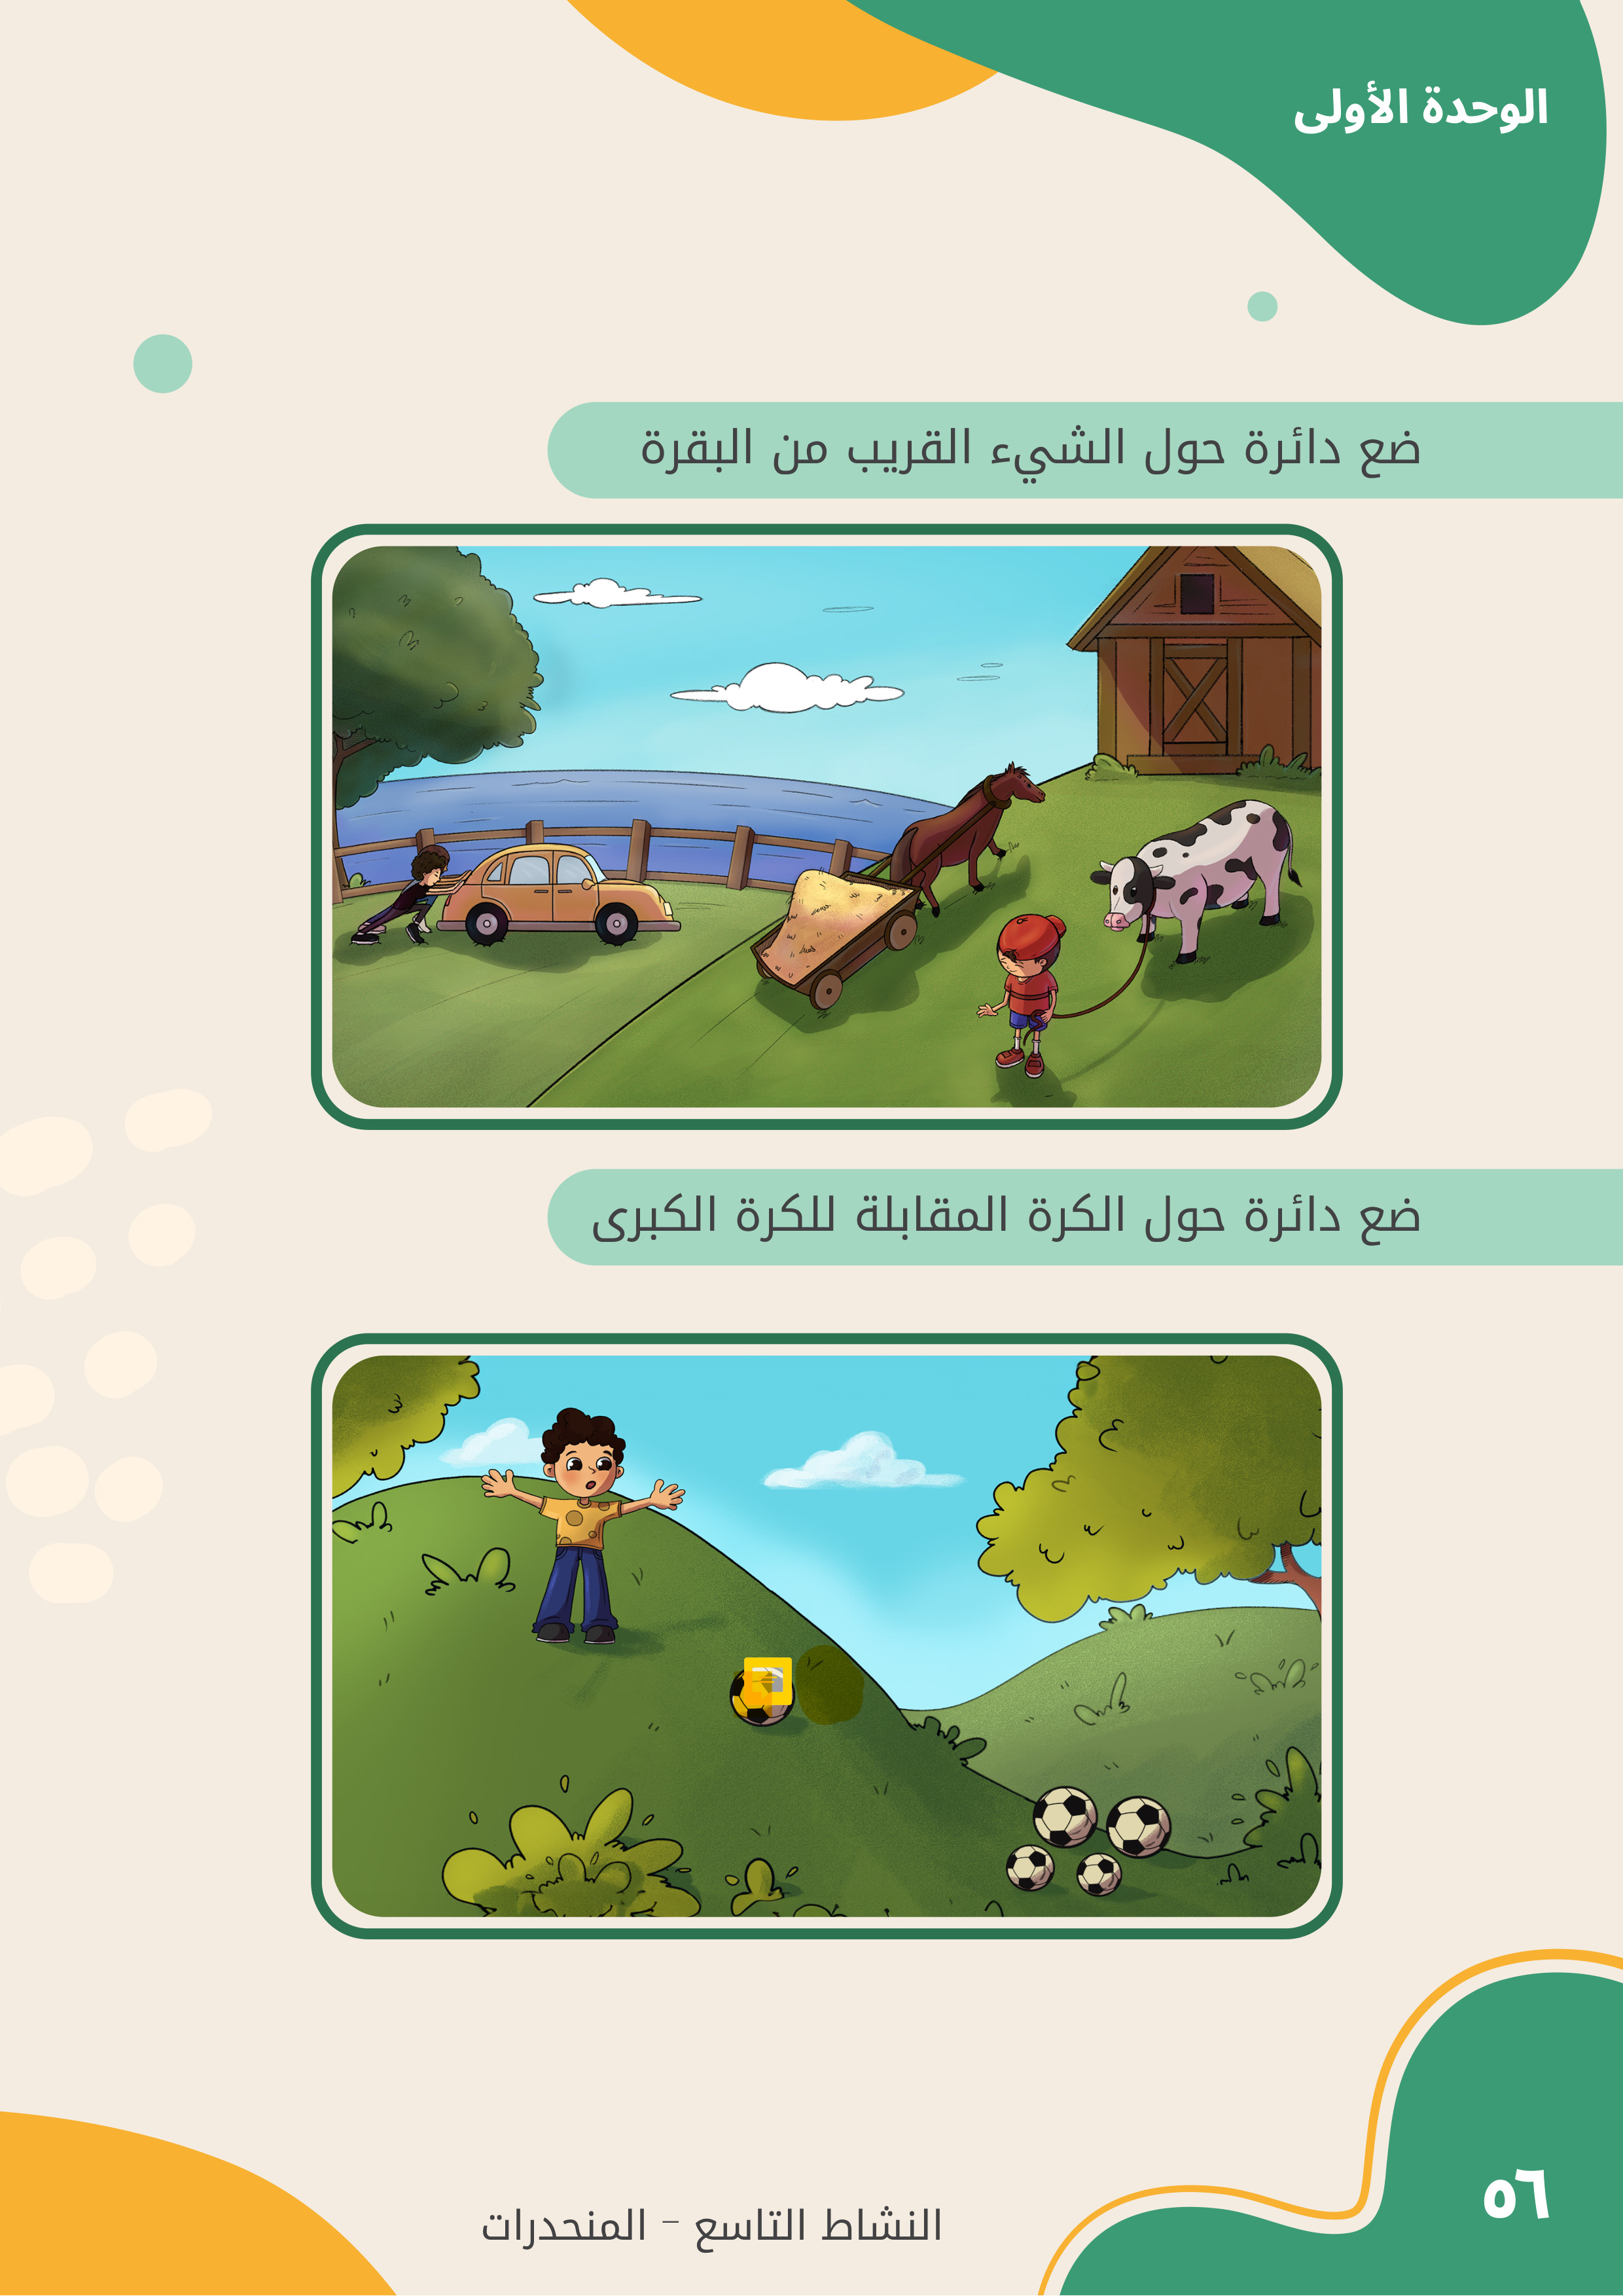 الوحدة الأولى
ضع دائرة حول الشيء القريب من البقرة
ضع دائرة حول الكرة المقابلة للكرة الكبرى
النشاط التاسع – المنحدرات
٥٦